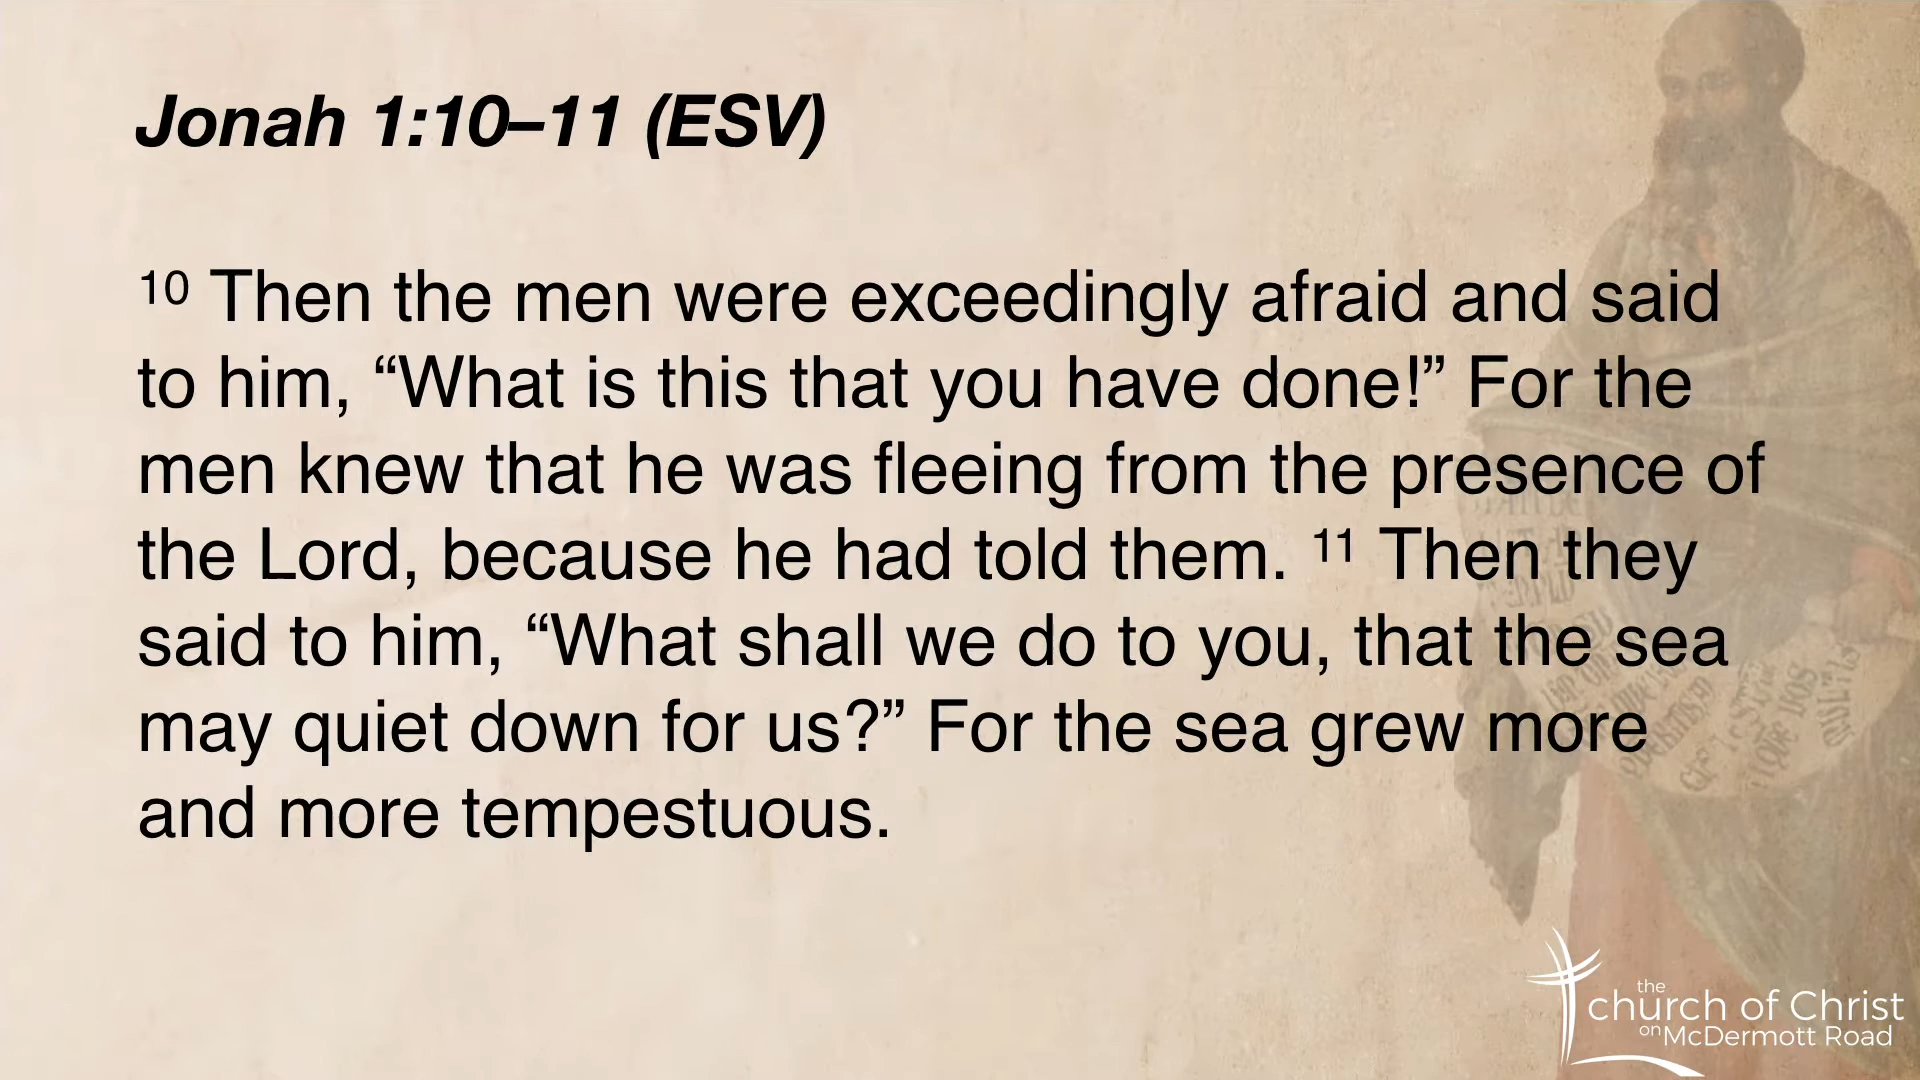 Jonah 1:10–11 (ESV)
10 Then the men were exceedingly afraid and said
to him, “What is this that you have done!” For the
men knew that he was fleeing from the presence of
the Lord, because he had told them. 11 Then they
said to him, “What shall we do to you, that the sea
may quiet down for us?” For the sea grew more
and more tempestuous.
the
church of Christ
on McDermott Road